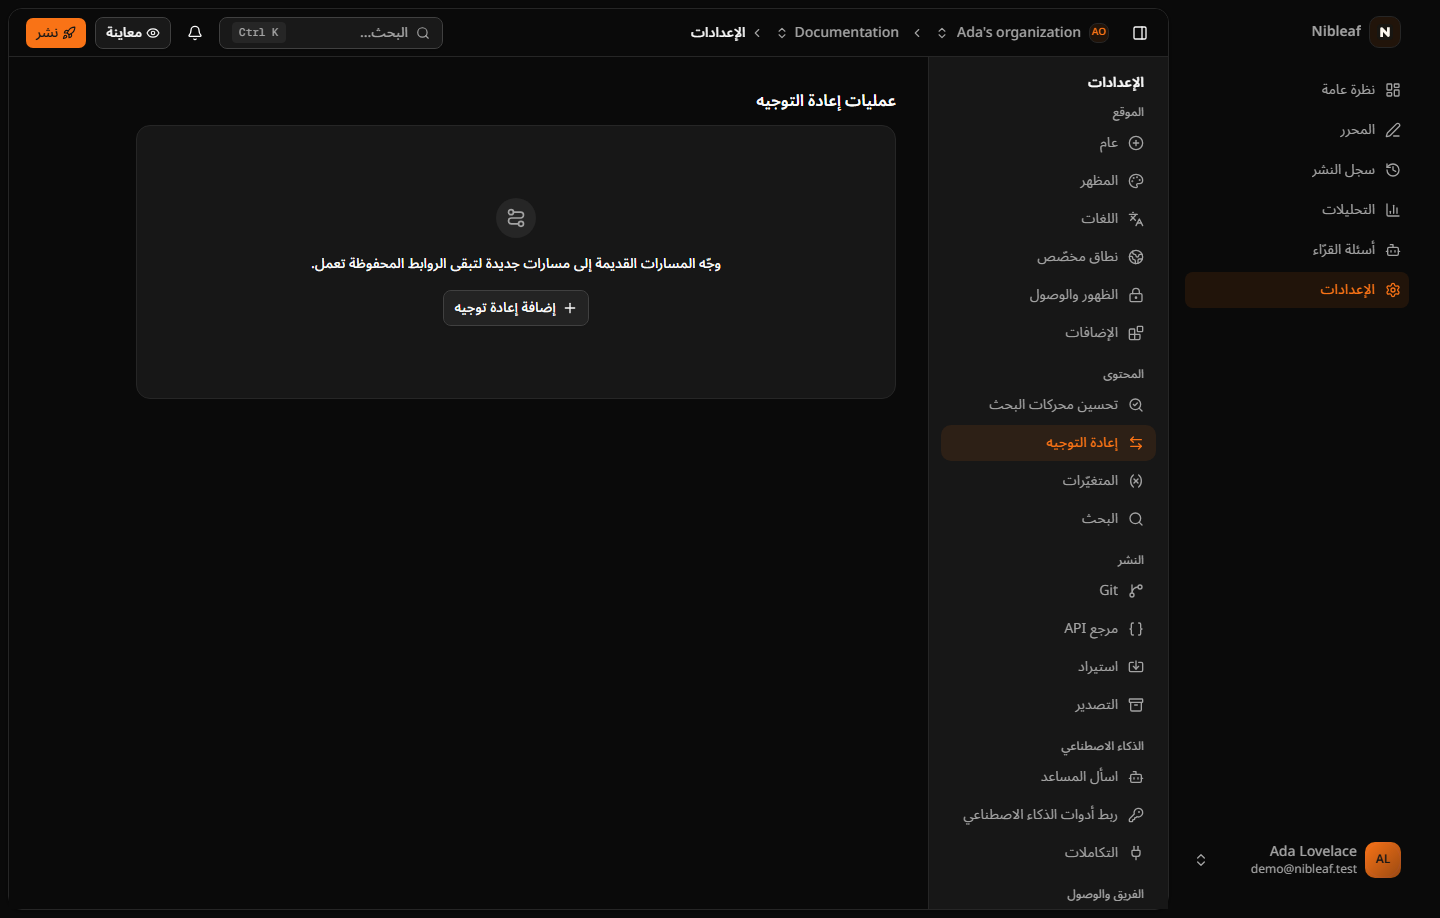 N Nibleaf
نظرة عامة
المحرر
سجل النشر
التحليلات
أسئلة القرّاء
الإعدادات
AL Ada Lovelace
demo@nibleaf.test
AO Ada's organization
Documentation
الإعدادات
البحث...
Ctrl K
معاينة
نشر
الإعدادات
الموقع
عام
المظهر
اللغات
نطاق مخصّص
الظهور والوصول
الإضافات
المحتوى
تحسين محركات البحث
إعادة التوجيه
المتغيّرات
البحث
النشر
Git
مرجع API
استيراد
التصدير
الذكاء الاصطناعي
اسأل المساعد
ربط أدوات الذكاء الاصطناعي
التكاملات
الفريق والوصول
عمليات إعادة التوجيه
وجّه المسارات القديمة إلى مسارات جديدة لتبقى الروابط المحفوظة تعمل.
إضافة إعادة توجيه